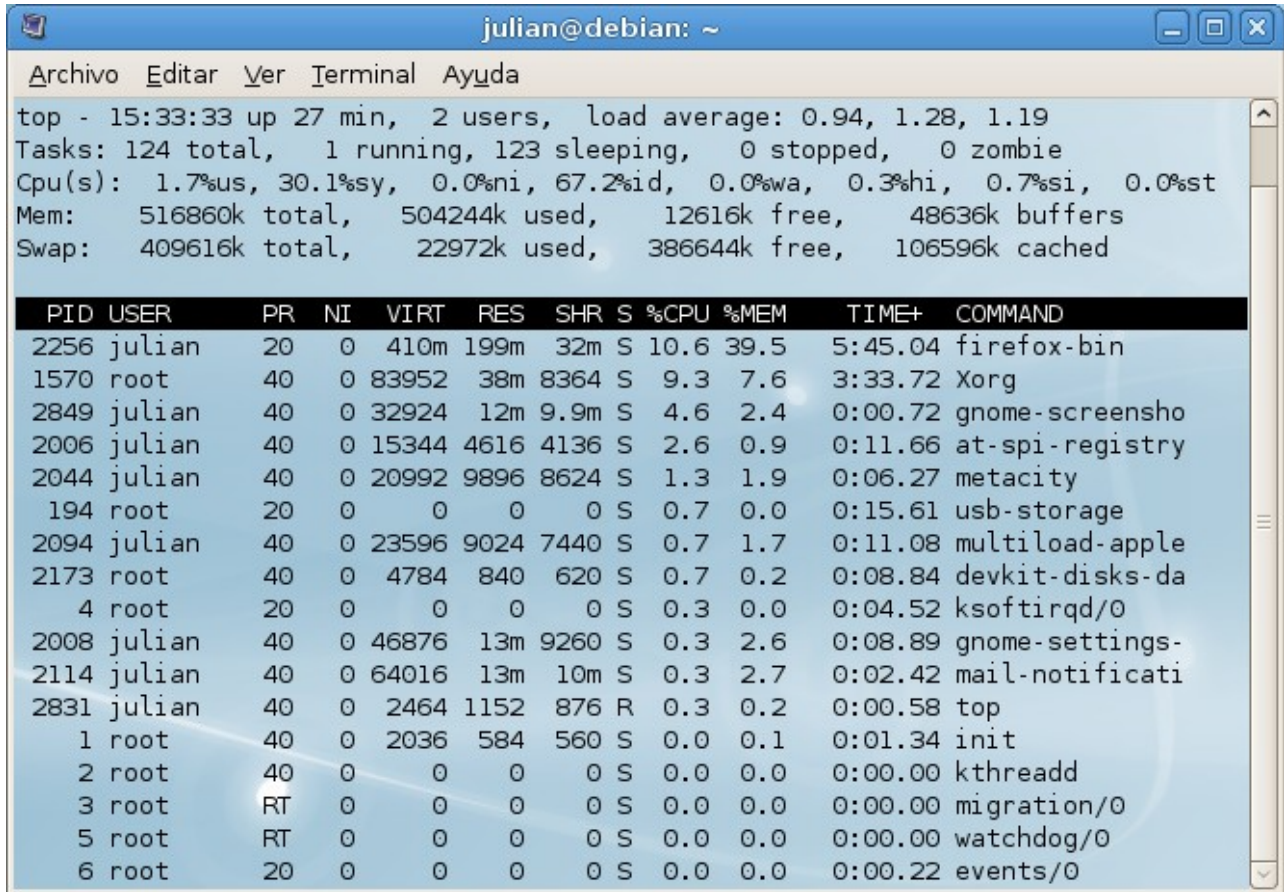 julian@debian: ~
Archivo Editar Ver Terminal Ayuda
top - 15:33:33 up 27 min,  2 users,  load average: 0.94, 1.28, 1.19
Tasks: 124 total,   1 running, 123 sleeping,   0 stopped,   0 zombie
Cpu(s):  1.7%us, 30.1%sy,  0.0%ni, 67.2%id,  0.0%wa,  0.3%hi,  0.7%si,  0.0%st
Mem:    516860k total,   504244k used,    12616k free,    48636k buffers
Swap:   409616k total,    22972k used,   386644k free,   106596k cached
PID USER      PR  NI  VIRT  RES  SHR S %CPU %MEM    TIME+  COMMAND
2256 julian    20   0  410m 199m  32m S 10.6 39.5   5:45.04 firefox-bin
1570 root      40   0 83952  38m 8364 S  9.3  7.6   3:33.72 Xorg
2849 julian    40   0 32924  12m 9.9m S  4.6  2.4   0:00.72 gnome-screensho
2006 julian    40   0 15344 4616 4136 S  2.6  0.9   0:11.66 at-spi-registry
2044 julian    40   0 20992 9896 8624 S  1.3  1.9   0:06.27 metacity
194 root      20   0     0    0    0 S  0.7  0.0   0:15.61 usb-storage
2094 julian    40   0 23596 9024 7440 S  0.7  1.7   0:11.08 multiload-apple
2173 root      40   0  4784  840  620 S  0.7  0.2   0:08.84 devkit-disks-da
4 root      20   0     0    0    0 S  0.3  0.0   0:04.52 ksoftirqd/0
2008 julian    40   0 46876  13m 9260 S  0.3  2.6   0:08.89 gnome-settings-
2114 julian    40   0 64016  13m  10m S  0.3  2.7   0:02.42 mail-notificati
2831 julian    40   0  2464 1152  876 R  0.3  0.2   0:00.58 top
1 root      40   0  2036  584  560 S  0.0  0.1   0:01.34 init
2 root      40   0     0    0    0 S  0.0  0.0   0:00.00 kthreadd
3 root      RT   0     0    0    0 S  0.0  0.0   0:00.00 migration/0
5 root      RT   0     0    0    0 S  0.0  0.0   0:00.00 watchdog/0
6 root      20   0     0    0    0 S  0.0  0.0   0:00.22 events/0